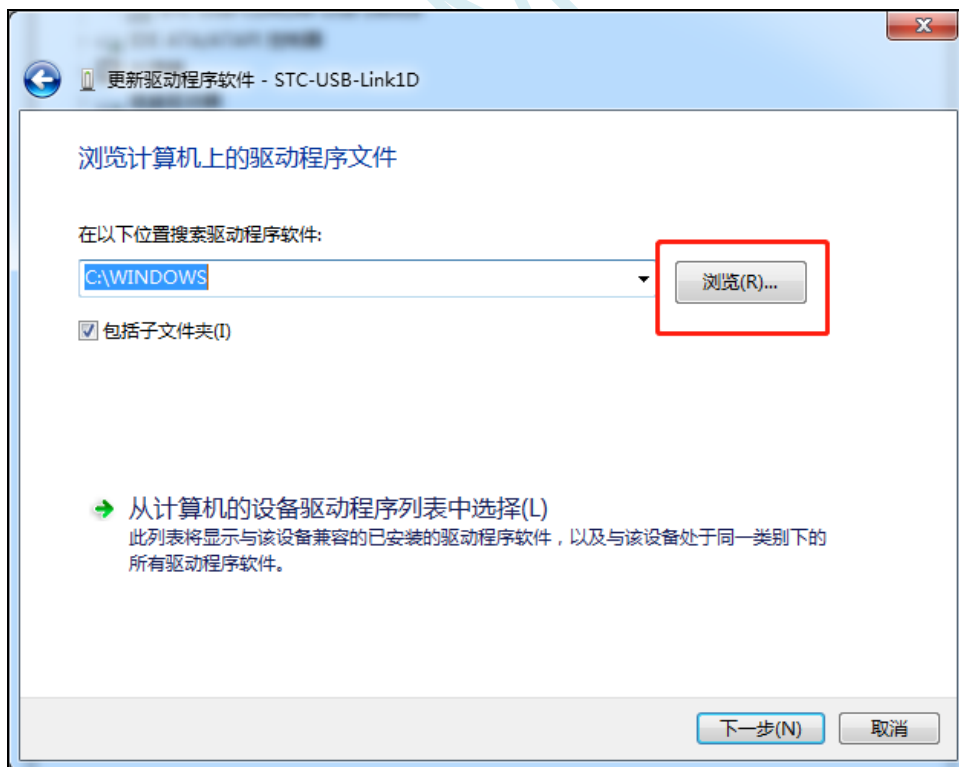 更新驱动程序软件 - STC-USB-Link1D
浏览计算机上的驱动程序文件
在以下位置搜索驱动程序软件:
C:\WINDOWS
浏览(R)...
包括子文件夹(I)
从计算机的设备驱动程序列表中选择(L)
此列表将显示与该设备兼容的已安装的驱动程序软件，以及与该设备处于同一类别下的
所有驱动程序软件。
下一步(N)
取消